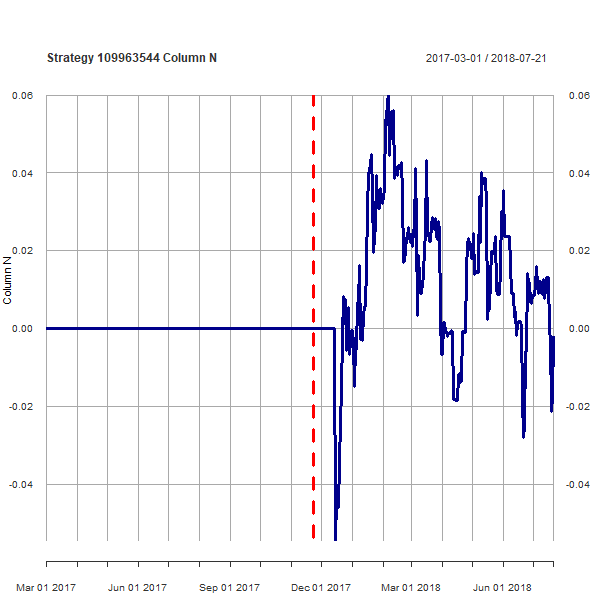 Strategy 109963544 Column N 2017-03-01 / 2018-07-21
0.06 0.06
0.04 0.04
0.02 0.02
Column N
0.00 0.00
-0.02 -0.02
-0.04 -0.04
Mar 01 2017 Jun 01 2017 Sep 01 2017 Dec 01 2017 Mar 01 2018 Jun 01 2018